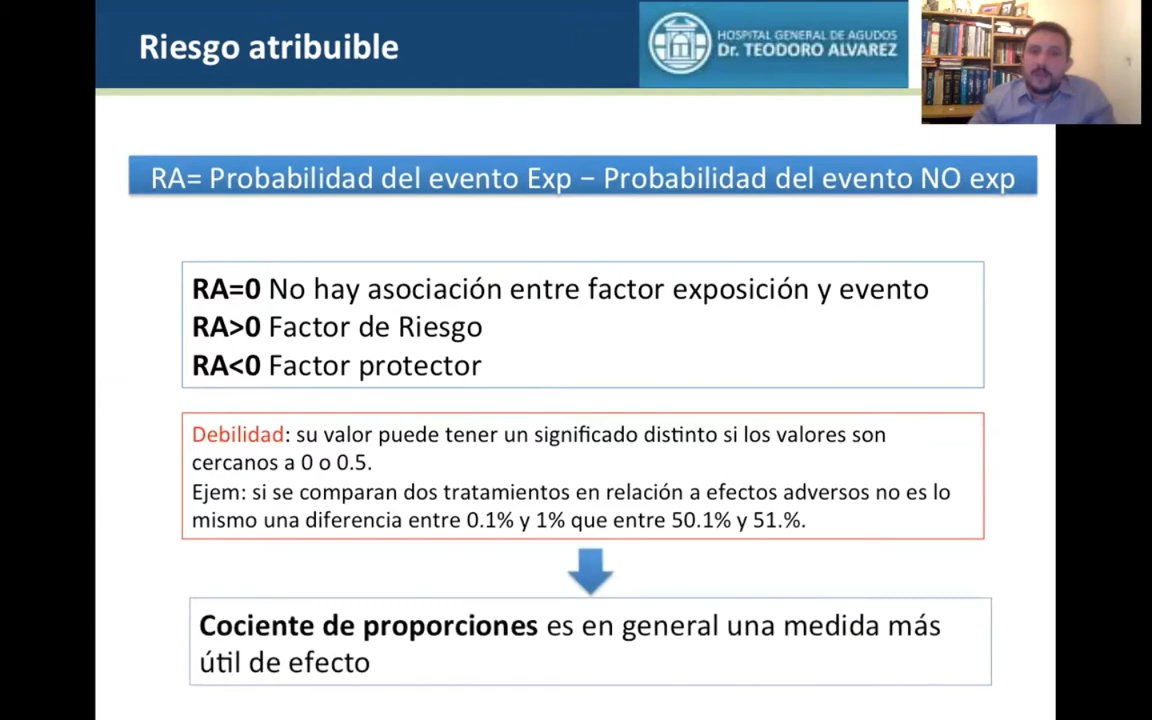 Riesgo atribuible
HOSPITAL GENERAL DE AGUDOS
Dr. TEODORO ALVAREZ
RA= Probabilidad del evento Exp – Probabilidad del evento NO exp
RA=0 No hay asociación entre factor exposición y evento
RA>0 Factor de Riesgo
RA<0 Factor protector
Debilidad: su valor puede tener un significado distinto si los valores son
cercanos a 0 o 0.5.
Ejem: si se comparan dos tratamientos en relación a efectos adversos no es lo
mismo una diferencia entre 0.1% y 1% que entre 50.1% y 51.%.
Cociente de proporciones es en general una medida más
útil de efecto